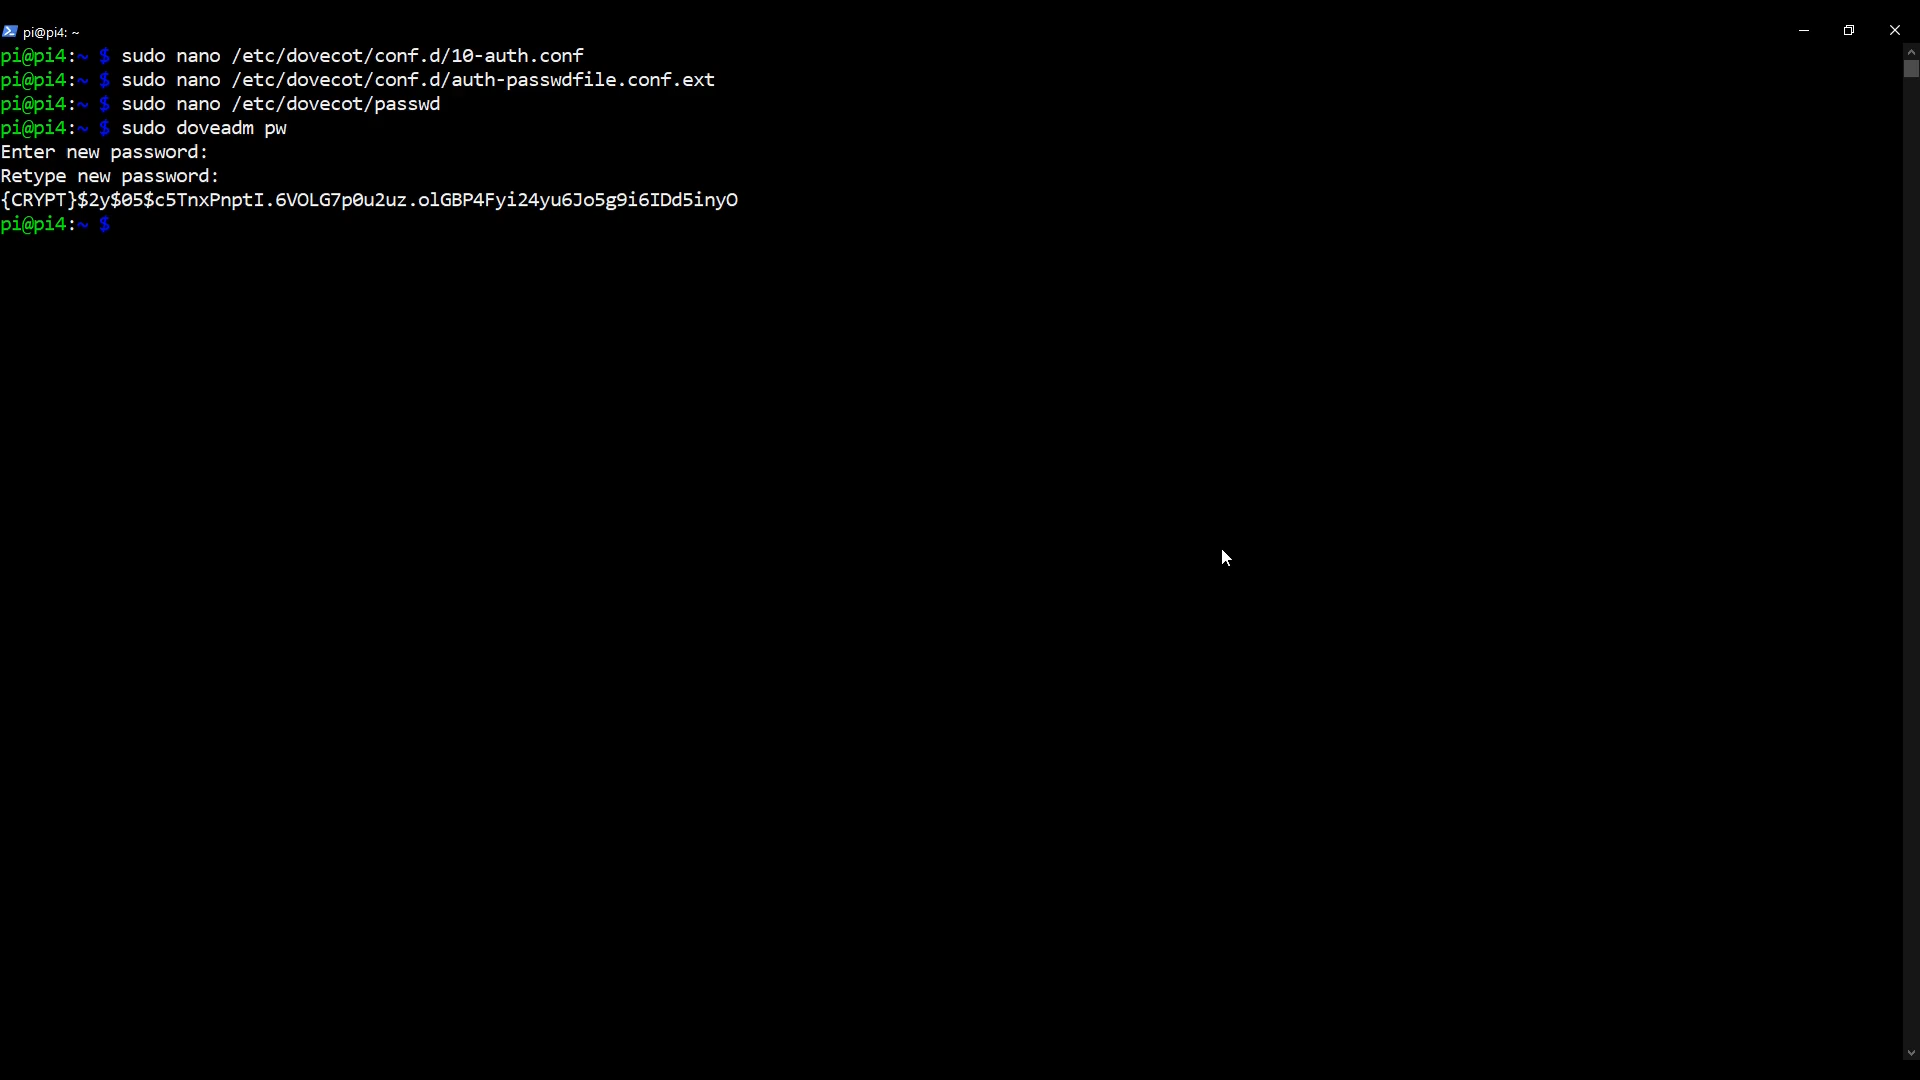 pi@pi4: ~
pi@pi4:~ $ sudo nano /etc/dovecot/conf.d/10-auth.conf
pi@pi4:~ $ sudo nano /etc/dovecot/conf.d/auth-passwdfile.conf.ext
pi@pi4:~ $ sudo nano /etc/dovecot/passwd
pi@pi4:~ $ sudo doveadm pw
Enter new password:
Retype new password:
{CRYPT}$2y$05$c5TnxPnptI.6VOLG7p0u2uz.olGBP4Fyi24yu6Jo5g9i6IDd5inyO
pi@pi4:~ $